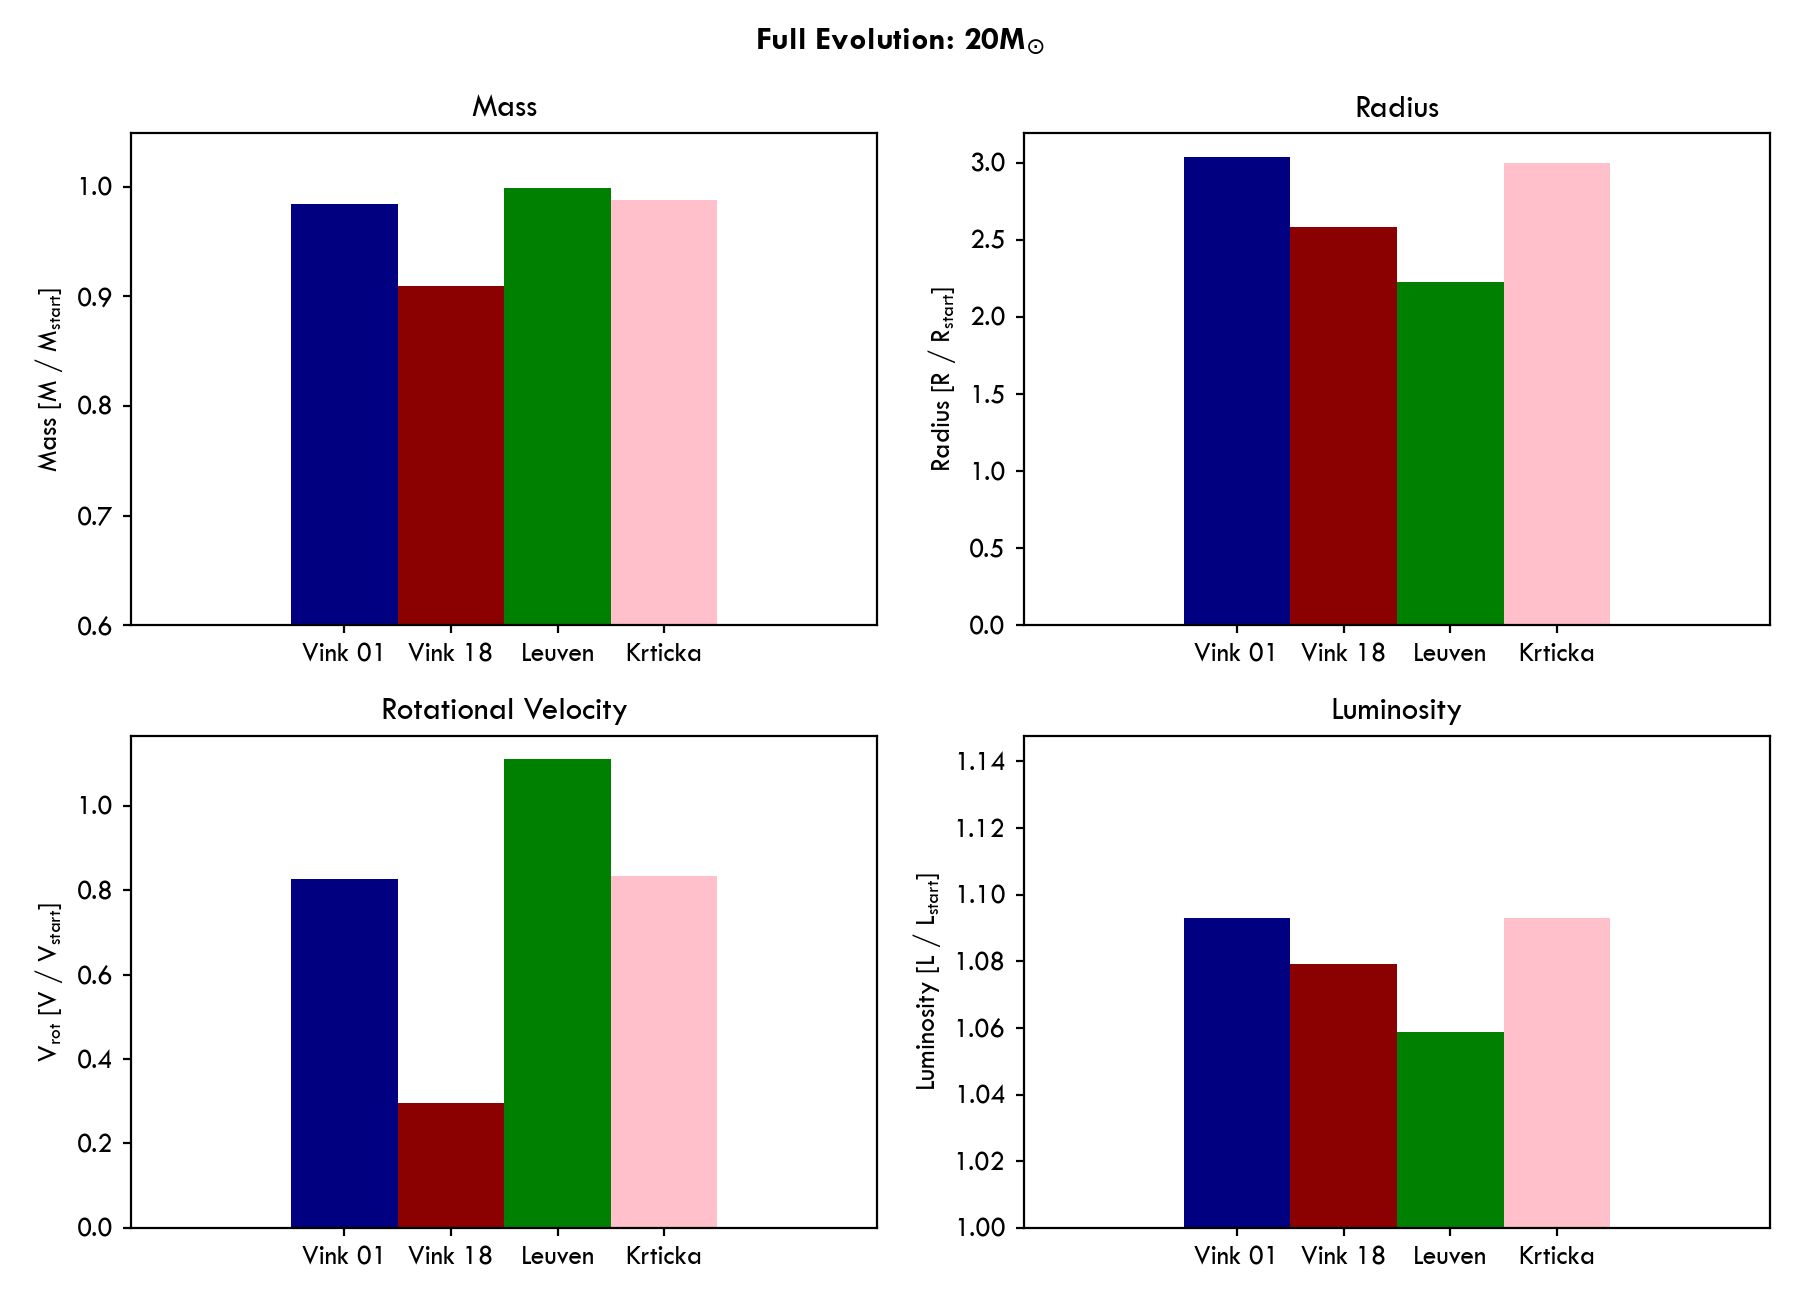 Full Evolution: 20M☉
Mass
Mass [M / Mstart]
1.0
0.9
0.8
0.7
0.6
Vink 01 Vink 18 Leuven Krticka
Radius
Radius [R / Rstart]
3.0
2.5
2.0
1.5
1.0
0.5
0.0
Vink 01 Vink 18 Leuven Krticka
Rotational Velocity
Vrot [V / Vstart]
1.0
0.8
0.6
0.4
0.2
0.0
Vink 01 Vink 18 Leuven Krticka
Luminosity
Luminosity [L / Lstart]
1.14
1.12
1.10
1.08
1.06
1.04
1.02
1.00
Vink 01 Vink 18 Leuven Krticka